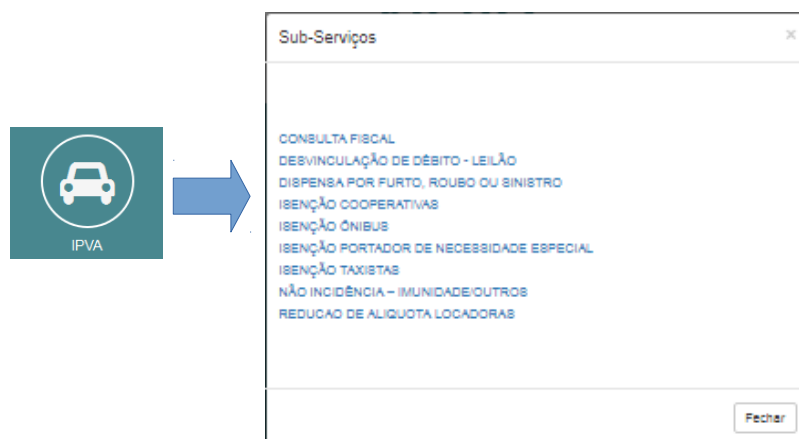 Sub-Serviços
×
CONSULTA FISCAL
DESVINCULAÇÃO DE DÉBITO - LEILÃO
DISPENSA POR FURTO, ROUBO OU SINISTRO
ISENÇÃO COOPERATIVAS
ISENÇÃO ÔNIBUS
ISENÇÃO PORTADOR DE NECESSIDADE ESPECIAL
ISENÇÃO TAXISTAS
NÃO INCIDÊNCIA – IMUNIDADE/OUTROS
REDUCAO DE ALIQUOTA LOCADORAS
IPVA
Fechar